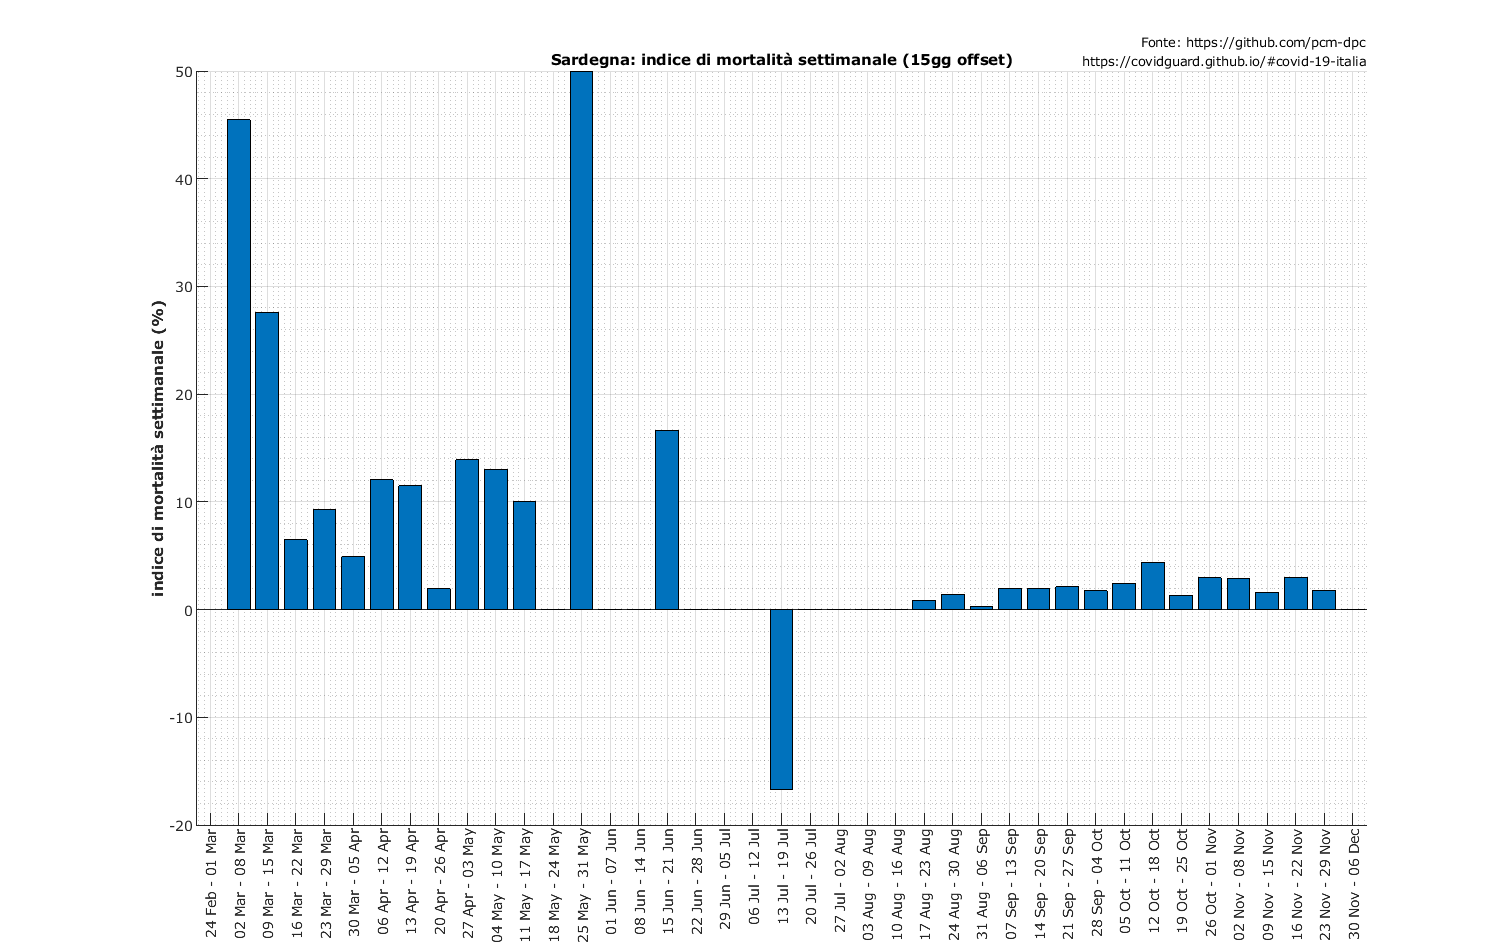 Fonte: https://github.com/pcm-dpc
Sardegna: indice di mortalità settimanale (15gg offset)
https://covidguard.github.io/#covid-19-italia
indice di mortalità settimanale (%)
50
40
30
20
10
0
-10
-20
24 Feb - 01 Mar
02 Mar - 08 Mar
09 Mar - 15 Mar
16 Mar - 22 Mar
23 Mar - 29 Mar
30 Mar - 05 Apr
06 Apr - 12 Apr
13 Apr - 19 Apr
20 Apr - 26 Apr
27 Apr - 03 May
04 May - 10 May
11 May - 17 May
18 May - 24 May
25 May - 31 May
01 Jun - 07 Jun
08 Jun - 14 Jun
15 Jun - 21 Jun
22 Jun - 28 Jun
29 Jun - 05 Jul
06 Jul - 12 Jul
13 Jul - 19 Jul
20 Jul - 26 Jul
27 Jul - 02 Aug
03 Aug - 09 Aug
10 Aug - 16 Aug
17 Aug - 23 Aug
24 Aug - 30 Aug
31 Aug - 06 Sep
07 Sep - 13 Sep
14 Sep - 20 Sep
21 Sep - 27 Sep
28 Sep - 04 Oct
05 Oct - 11 Oct
12 Oct - 18 Oct
19 Oct - 25 Oct
26 Oct - 01 Nov
02 Nov - 08 Nov
09 Nov - 15 Nov
16 Nov - 22 Nov
23 Nov - 29 Nov
30 Nov - 06 Dec